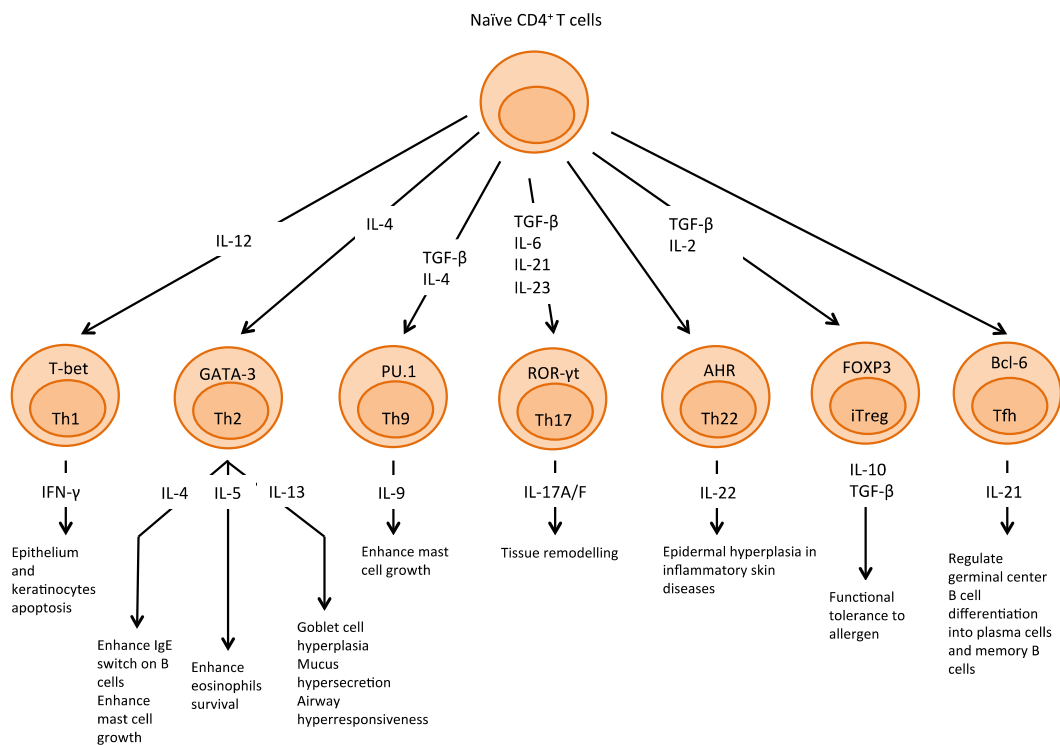 Naïve CD4⁺ T cells
IL-12
IL-4
TGF-β
IL-4
TGF-β
IL-6
IL-21
IL-23
TGF-β
IL-2
T-bet
Th1
GATA-3
Th2
PU.1
Th9
ROR-γt
Th17
AHR
Th22
FOXP3
iTreg
Bcl-6
Tfh
IFN-γ
IL-4
IL-5
IL-13
IL-9
IL-17A/F
IL-22
IL-10
TGF-β
IL-21
Epithelium
and
keratinocytes
apoptosis
Enhance IgE
switch on B
cells
Enhance
mast cell
growth
Enhance
eosinophils
survival
Goblet cell
hyperplasia
Mucus
hypersecretion
Airway
hyperresponsiveness
Enhance mast
cell growth
Tissue remodelling
Epidermal hyperplasia in
inflammatory skin
diseases
Functional
tolerance to
allergen
Regulate
germinal center
B cell
differentiation
into plasma cells
and memory B
cells